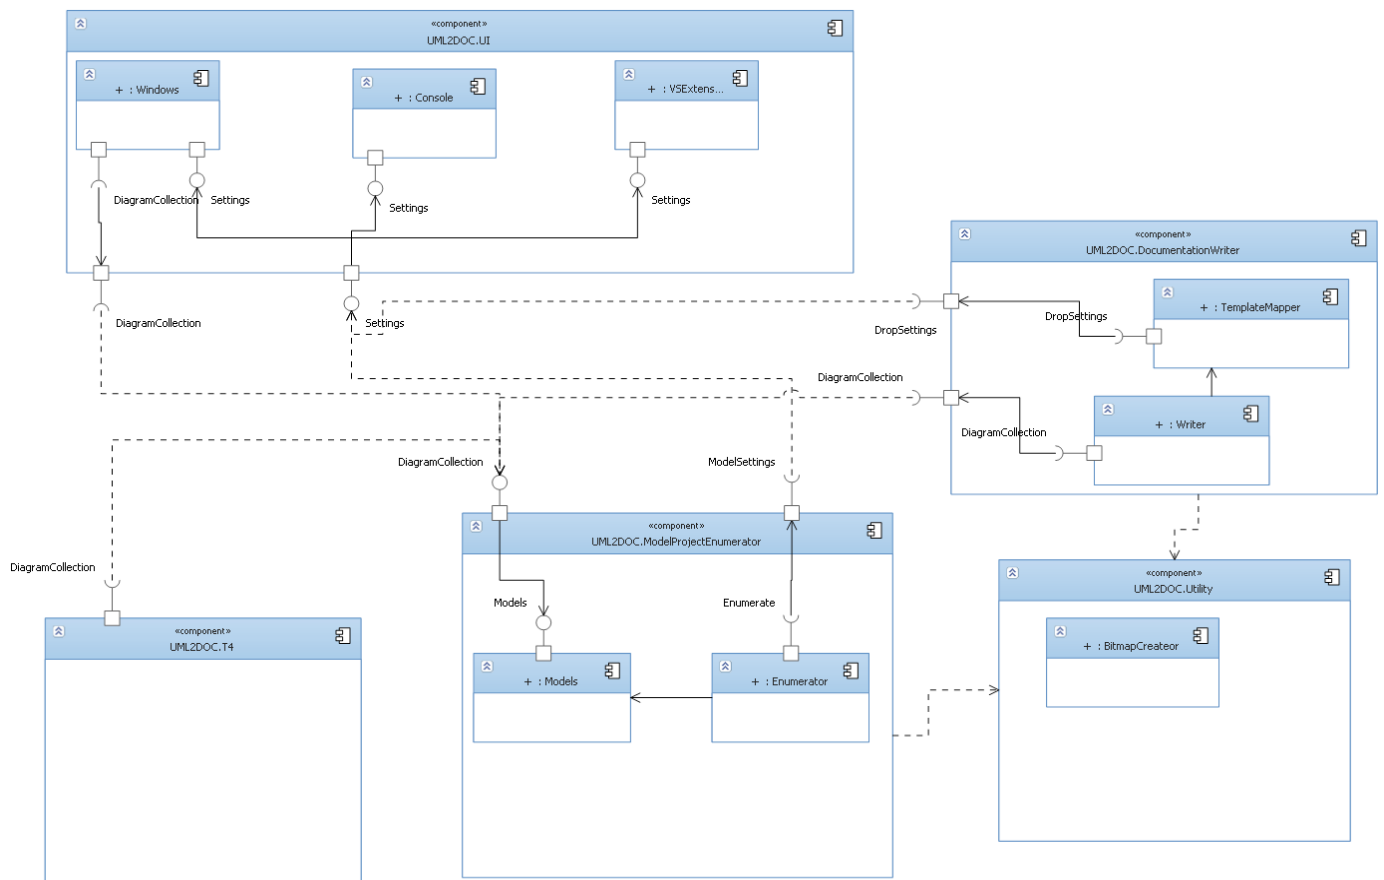 «component»
UML2DOC.UI
+ : Windows
+ : Console
+ : VSExtens...
DiagramCollection
Settings
Settings
Settings
DiagramCollection
Settings
«component»
UML2DOC.DocumentationWriter
+ : TemplateMapper
DropSettings
DropSettings
DiagramCollection
+ : Writer
DiagramCollection
DiagramCollection
ModelSettings
«component»
UML2DOC.ModelProjectEnumerator
Models
Enumerate
+ : Models
+ : Enumerator
DiagramCollection
«component»
UML2DOC.T4
«component»
UML2DOC.Utility
+ : BitmapCreateor